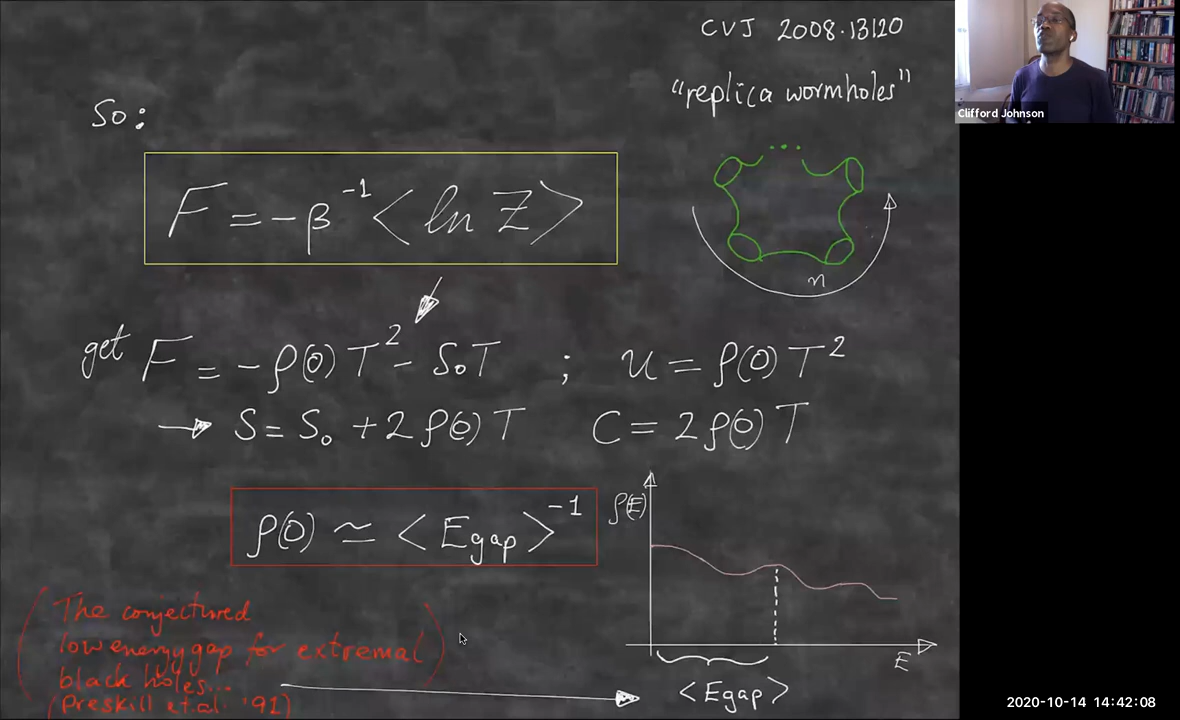 CVJ 2008.13120
"replica wormholes"
Clifford Johnson
So:
F = -β⁻¹ < ln Z >
n
get F = -ρ(0) T² - S₀T ; U = ρ(0) T²
→ S = S₀ + 2ρ(0) T C = 2ρ(0) T
ρ(0) ≃ < Egap >⁻¹
ρ(E)
E
< Egap >
(The conjectured
low energy gap for extremal)
black holes...
(Preskill et.al. '91)
2020-10-14 14:42:08